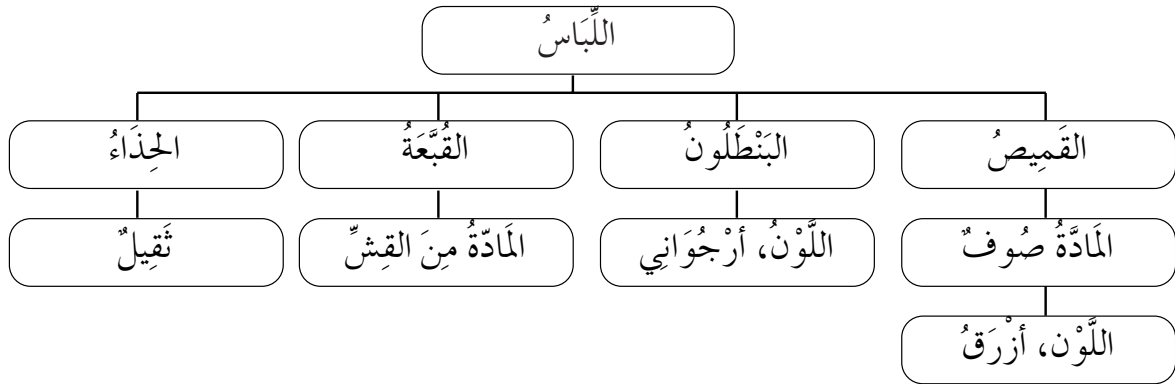 اللِّبَاسُ
القَمِيصُ
البَنْطَلُونُ
القُبَّعَةُ
الحِذَاءُ
المَادَّةُ صُوفٌ
اللَّوْنُ، أرْجُوَانِي
المَادّةُ مِنَ القِشِّ
ثَقِيلٌ
اللَّوْن، أزْرَقُ